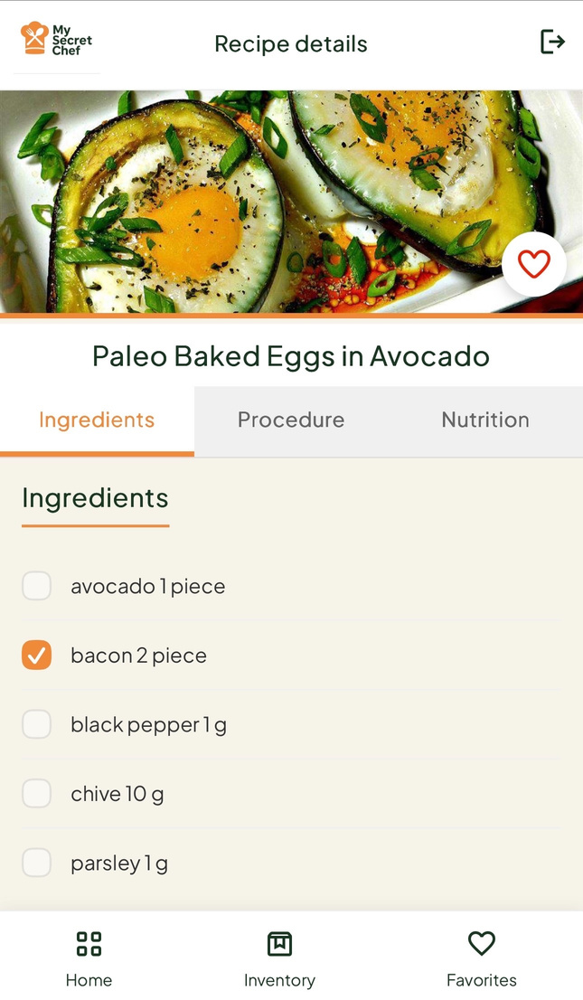 My
Secret
Chef
Recipe details
Paleo Baked Eggs in Avocado
Ingredients
Procedure
Nutrition
Ingredients
avocado 1 piece
bacon 2 piece
black pepper 1 g
chive 10 g
parsley 1 g
Home
Inventory
Favorites